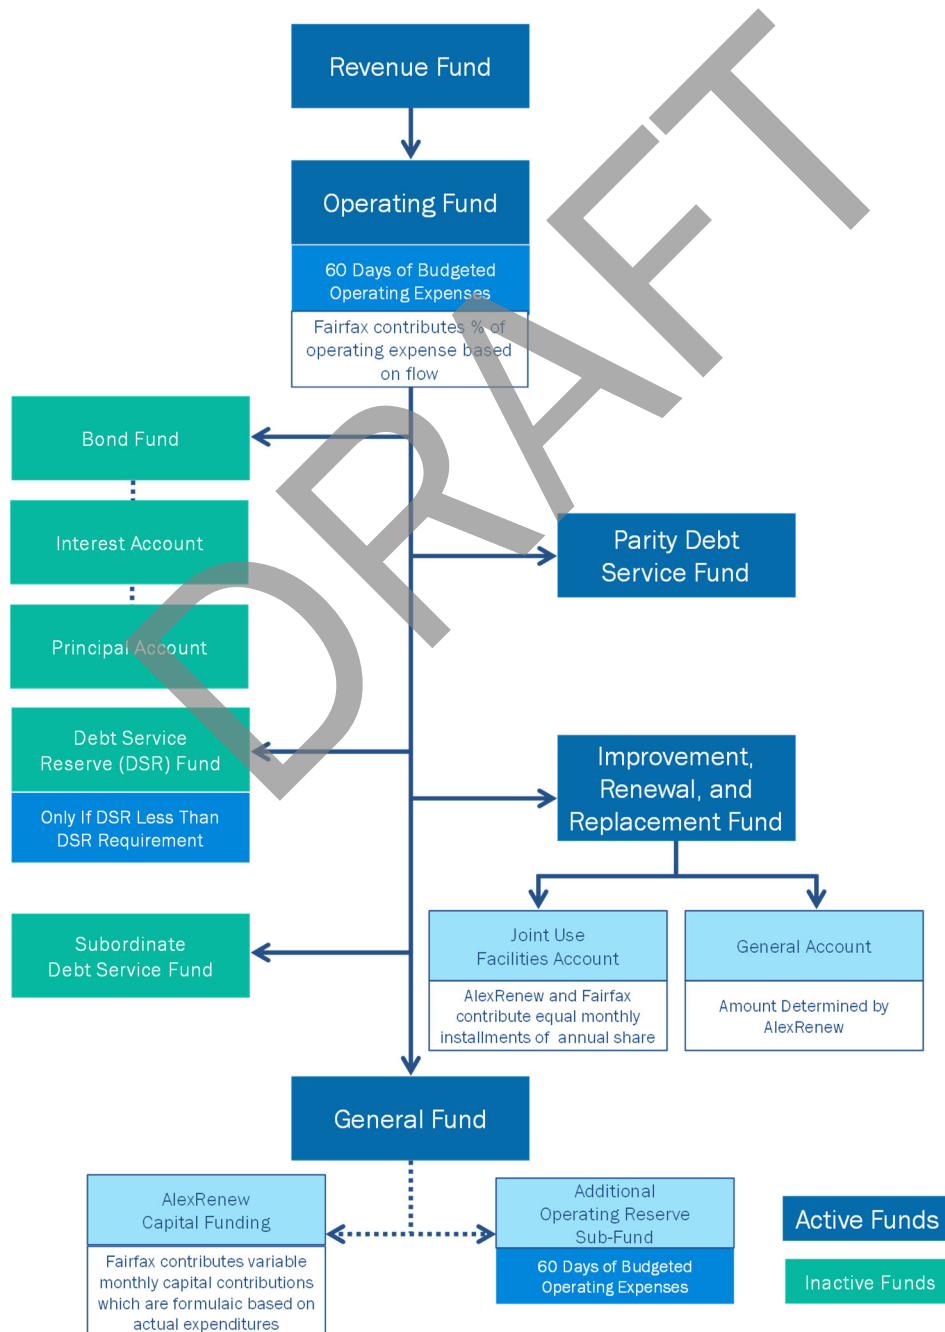 Revenue Fund
Operating Fund
60 Days of Budgeted
Operating Expenses
Fairfax contributes % of
operating expense based
on flow
Bond Fund
Interest Account
Parity Debt
Service Fund
Principal Account
Debt Service
Reserve (DSR) Fund
Only If DSR Less Than
DSR Requirement
Improvement,
Renewal, and
Replacement Fund
Subordinate
Debt Service Fund
Joint Use
Facilities Account
AlexRenew and Fairfax
contribute equal monthly
installments of annual share
General Account
Amount Determined by
AlexRenew
General Fund
AlexRenew
Capital Funding
Fairfax contributes variable
monthly capital contributions
which are formulaic based on
actual expenditures
Additional
Operating Reserve
Sub-Fund
60 Days of Budgeted
Operating Expenses
Active Funds
Inactive Funds
DRAFT